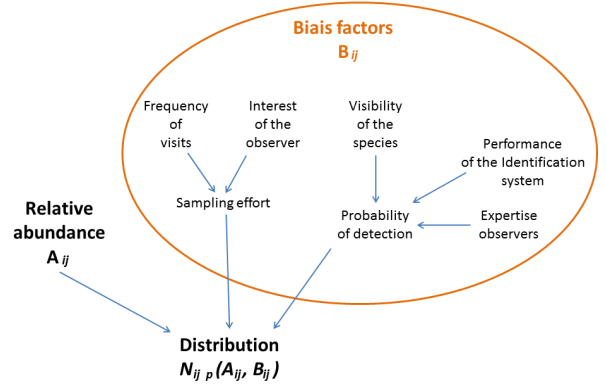 Biais factors
B ij
Frequency
of
visits
Interest
of the
observer
Visibility
of the
species
Performance
of the Identification
system
Sampling effort
Probability
of detection
Expertise
observers
Relative
abundance
A ij
Distribution
N ij p (A ij, B ij )